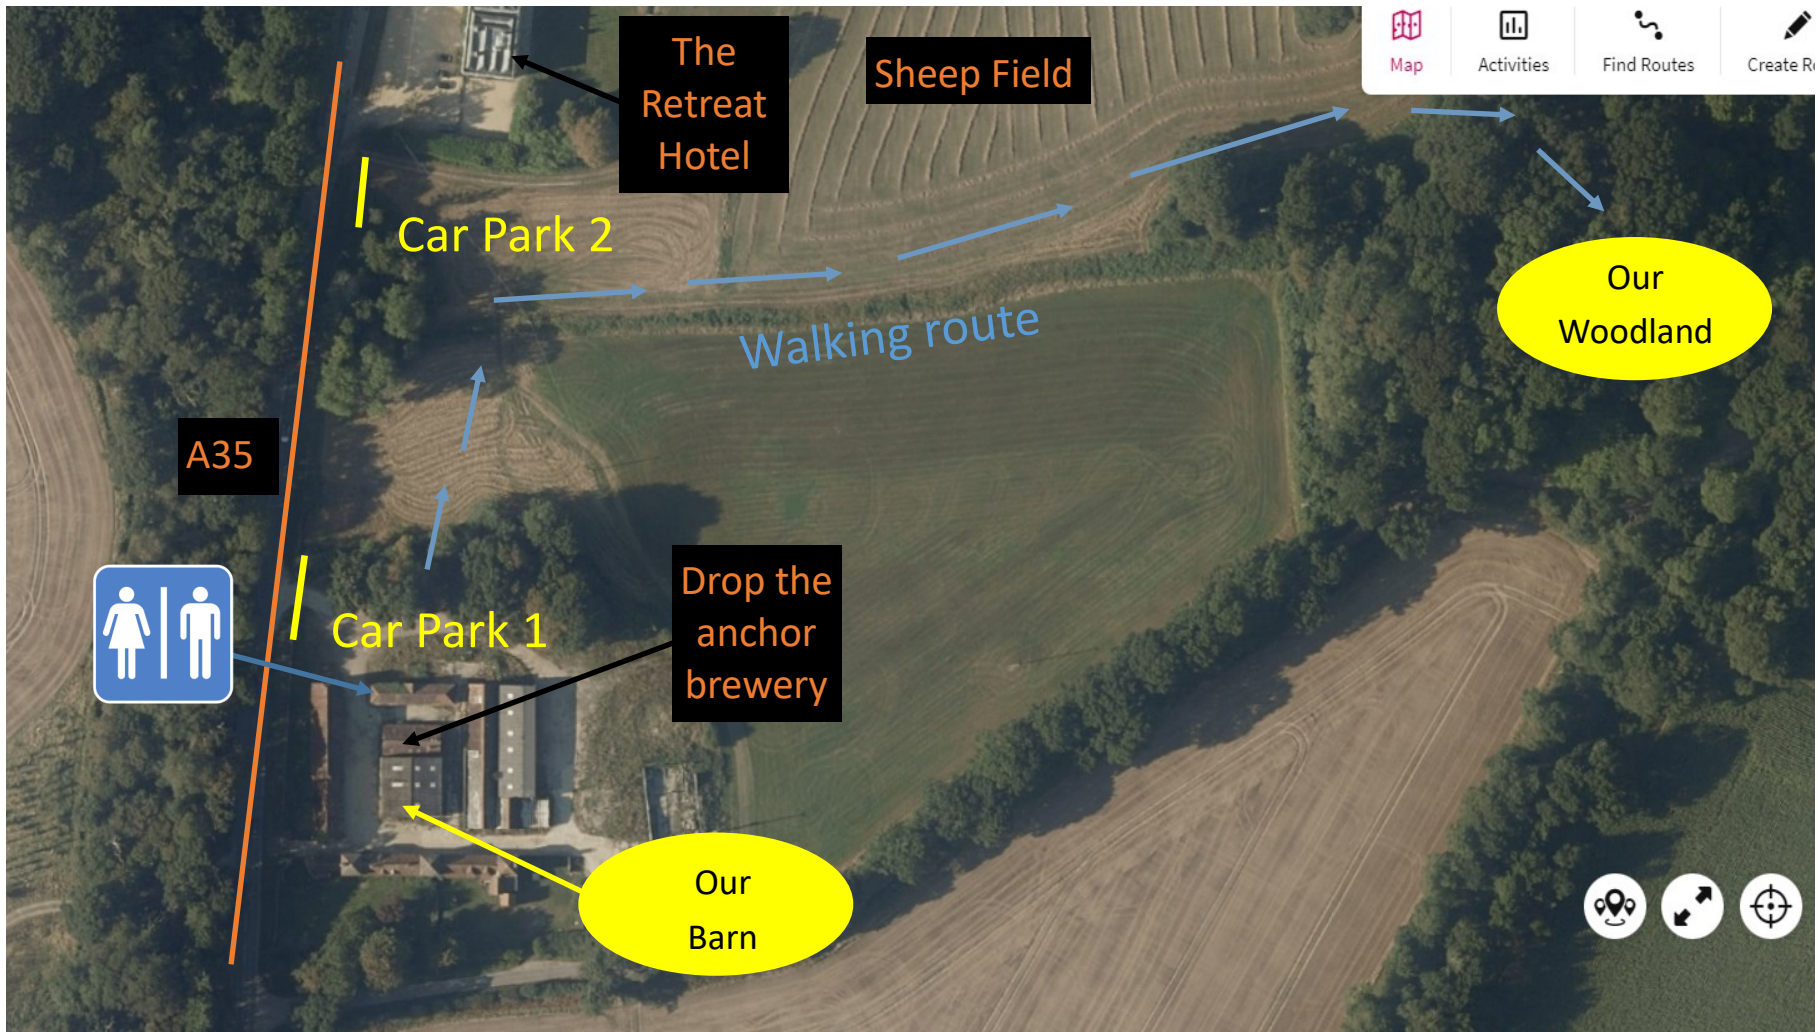 The
Retreat
Hotel
Sheep Field
Map
Activities
Find Routes
Create R
Car Park 2
Our
Woodland
Walking route
A35
Drop the
anchor
brewery
Car Park 1
Our
Barn